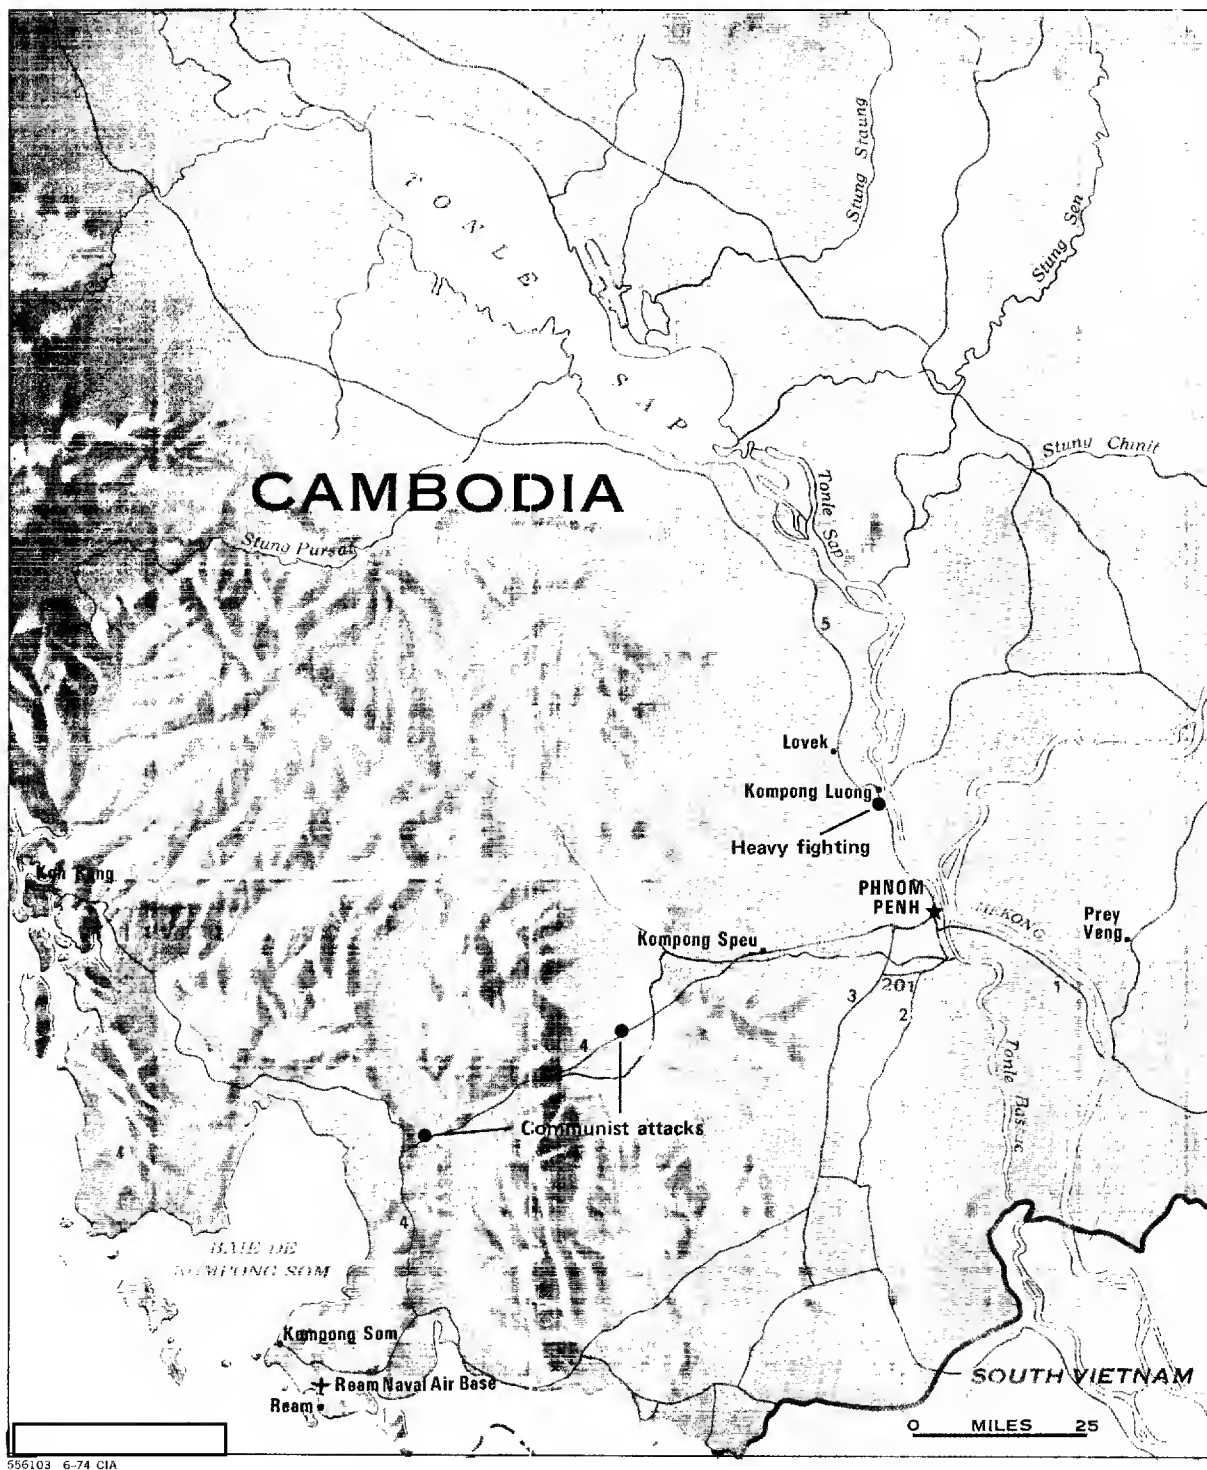 TONLE
SAP
Stung Staung
Stung Sen
Stung Chinit
CAMBODIA
Tonle Sap
Stung Pursat
5
Lovek
Kompong Luong
Heavy fighting
Koh Kong
PHNOM
PENH
MEKONG
Prey
Veng
Kompong Speu
201
3
2
1
4
Tonle Bassac
Communist attacks
4
4
BAIE DE
KOMPONG SOM
Kompong Som
Ream Naval Air Base
Ream
SOUTH VIETNAM
0 MILES 25
556103 6-74 CIA